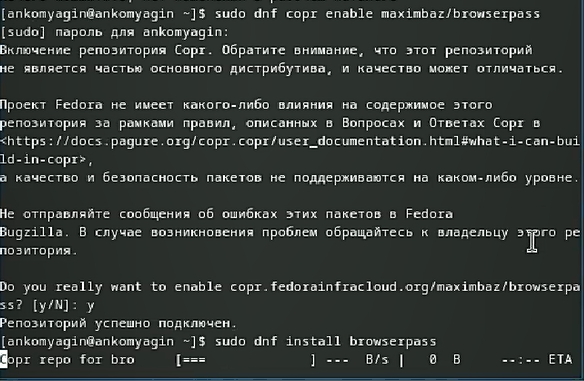 [ankomyagin@ankomyagin ~]$ sudo dnf copr enable maximbaz/browserpass
[sudo] пароль для ankomyagin:
Включение репозитория Copr. Обратите внимание, что этот репозиторий
не является частью основного дистрибутива, и качество может отличаться.
Проект Fedora не имеет какого-либо влияния на содержимое этого
репозитория за рамками правил, описанных в Вопросах и Ответах Copr в
<https://docs.pagure.org/copr.copr/user_documentation.html#what-i-can-bui
ld-in-copr>,
а качество и безопасность пакетов не поддерживаются на каком-либо уровне.
Не отправляйте сообщения об ошибках этих пакетов в Fedora
Bugzilla. В случае возникновения проблем обращайтесь к владельцу этого ре
позитория.
Do you really want to enable copr.fedorainfracloud.org/maximbaz/browserpa
ss? [y/N]: y
Репозиторий успешно подключен.
[ankomyagin@ankomyagin ~]$ sudo dnf install browserpass
Copr repo for bro     [===             ] ---  B/s |   0  B     --:-- ETA